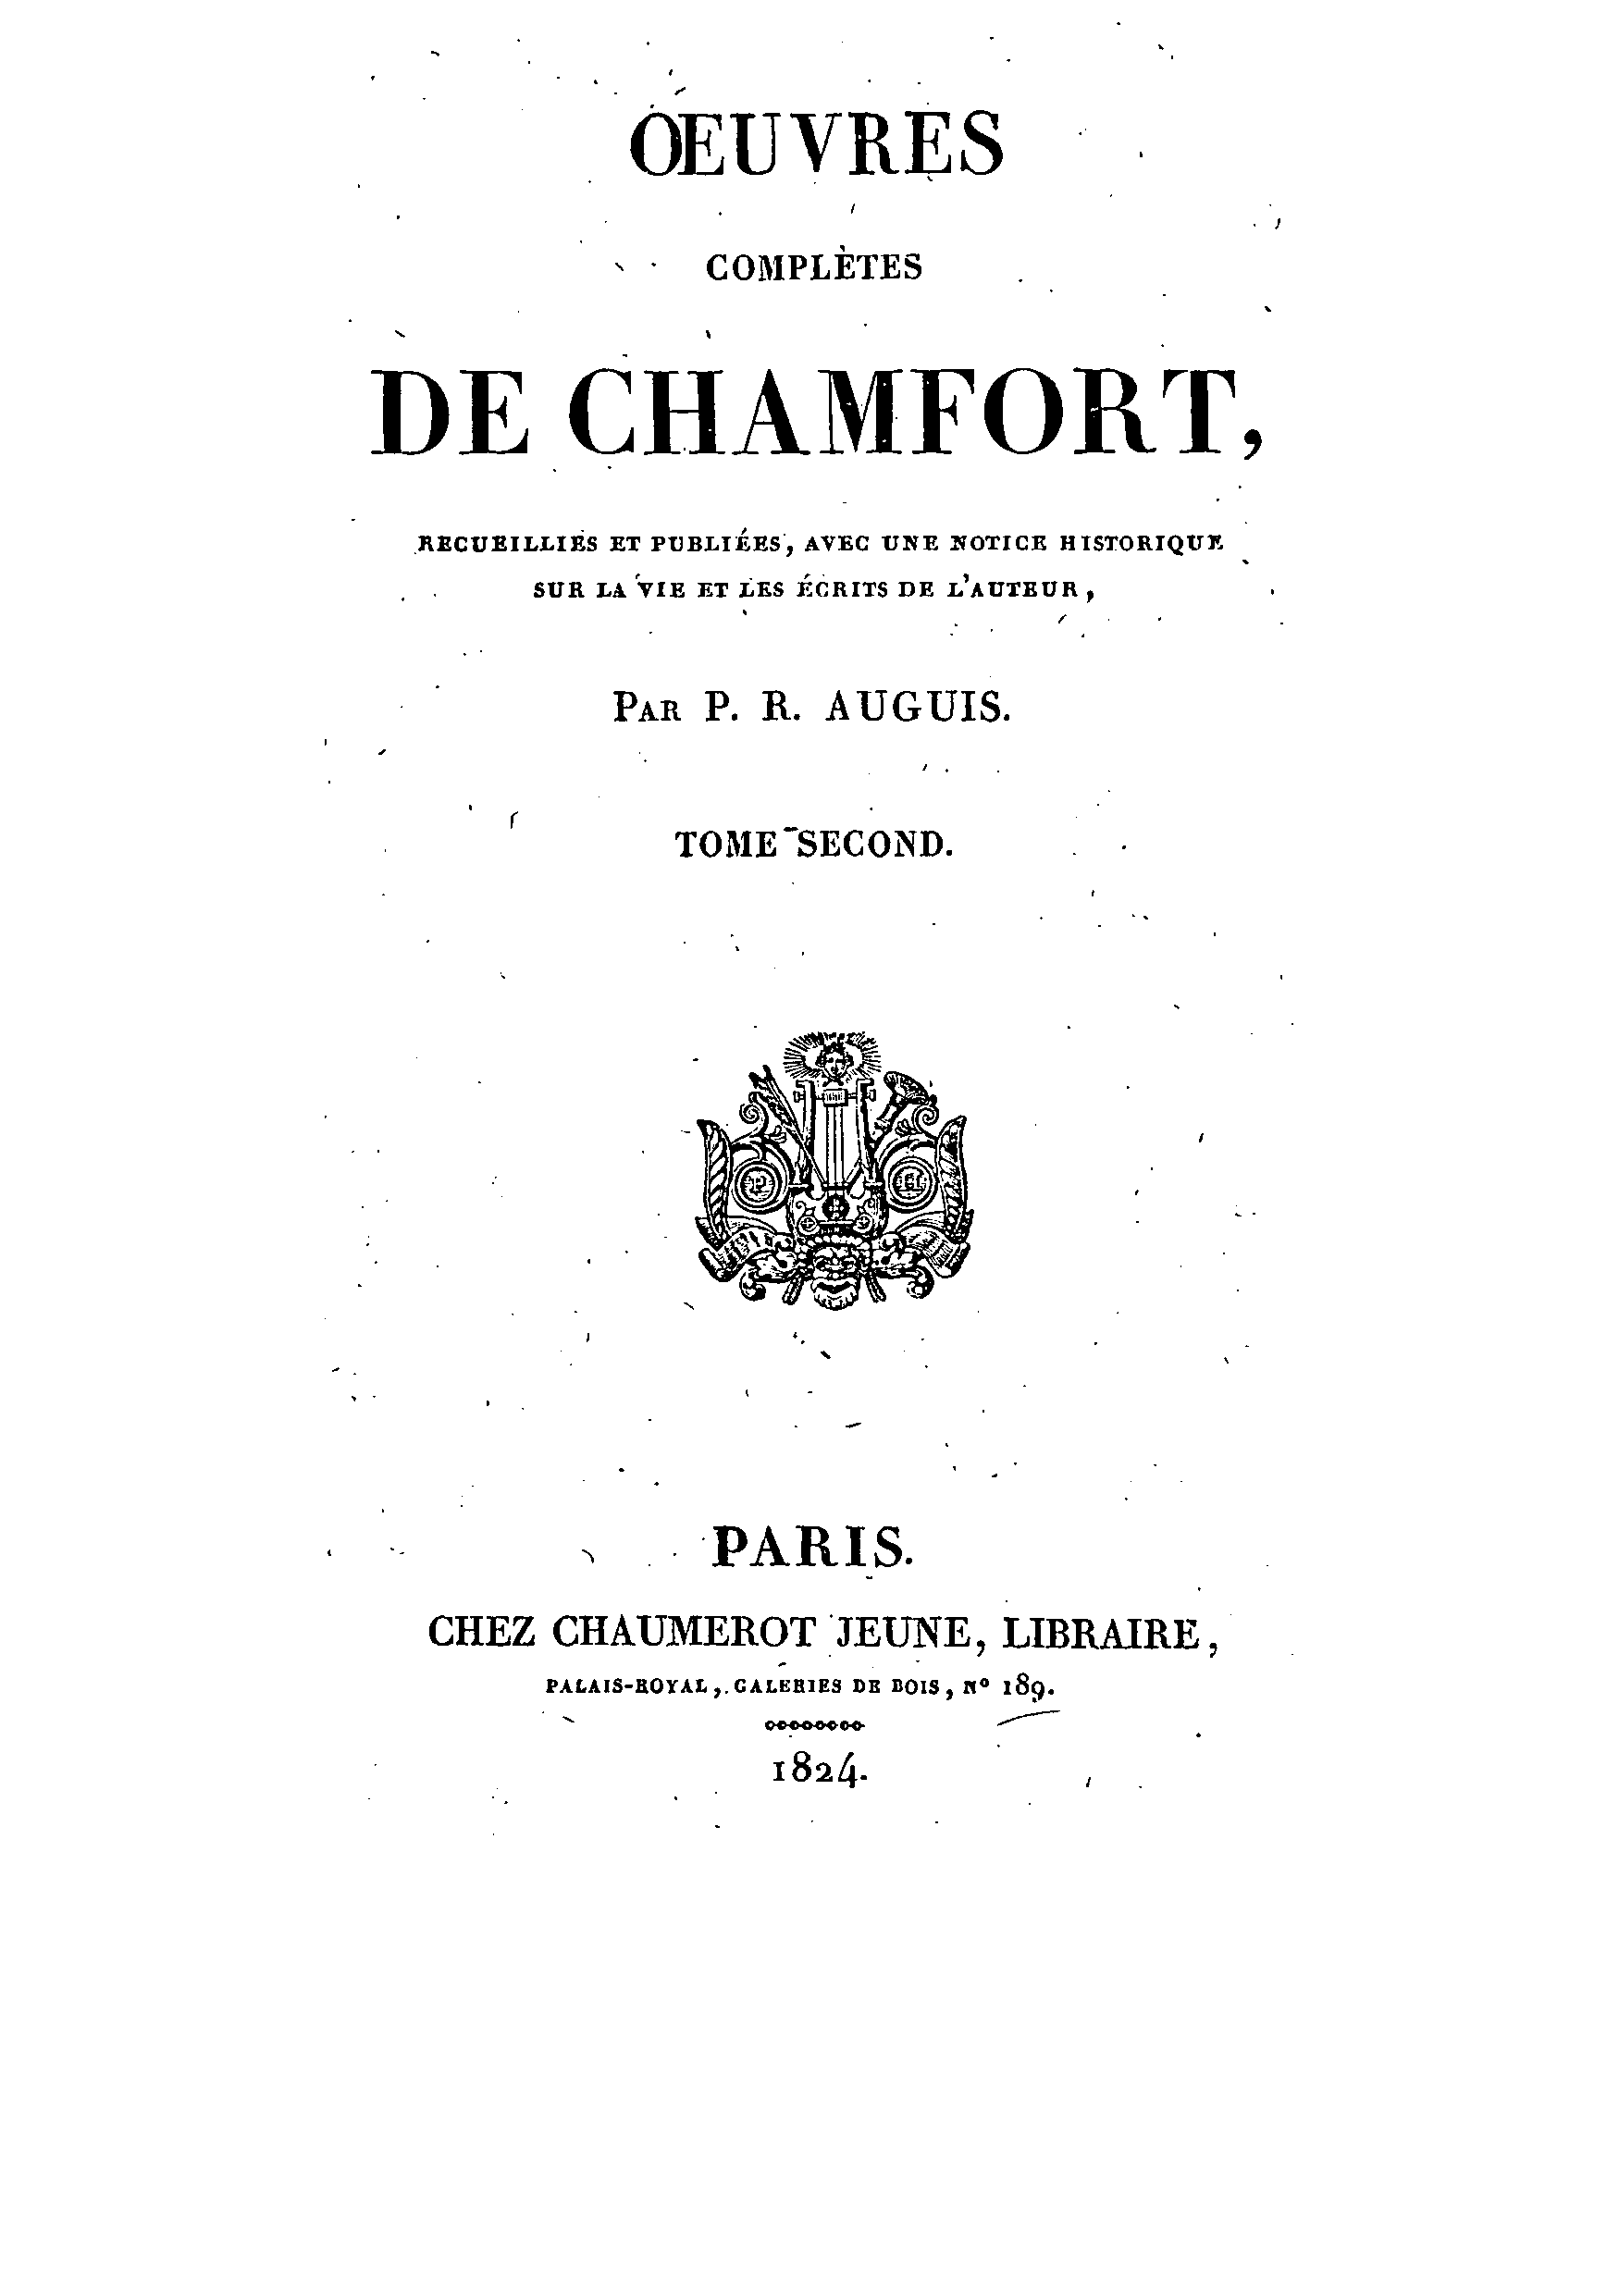 OEUVRES
COMPLÈTES
DE CHAMFORT,
RECUEILLIES ET PUBLIÉES, AVEC UNE NOTICE HISTORIQUE
SUR LA VIE ET LES ÉCRITS DE L'AUTEUR,
PAR P. R. AUGUIS.
TOME SECOND.
P H
PARIS.
CHEZ CHAUMEROT JEUNE, LIBRAIRE,
PALAIS-ROYAL, GALERIES DE BOIS, N° 189.
1824.